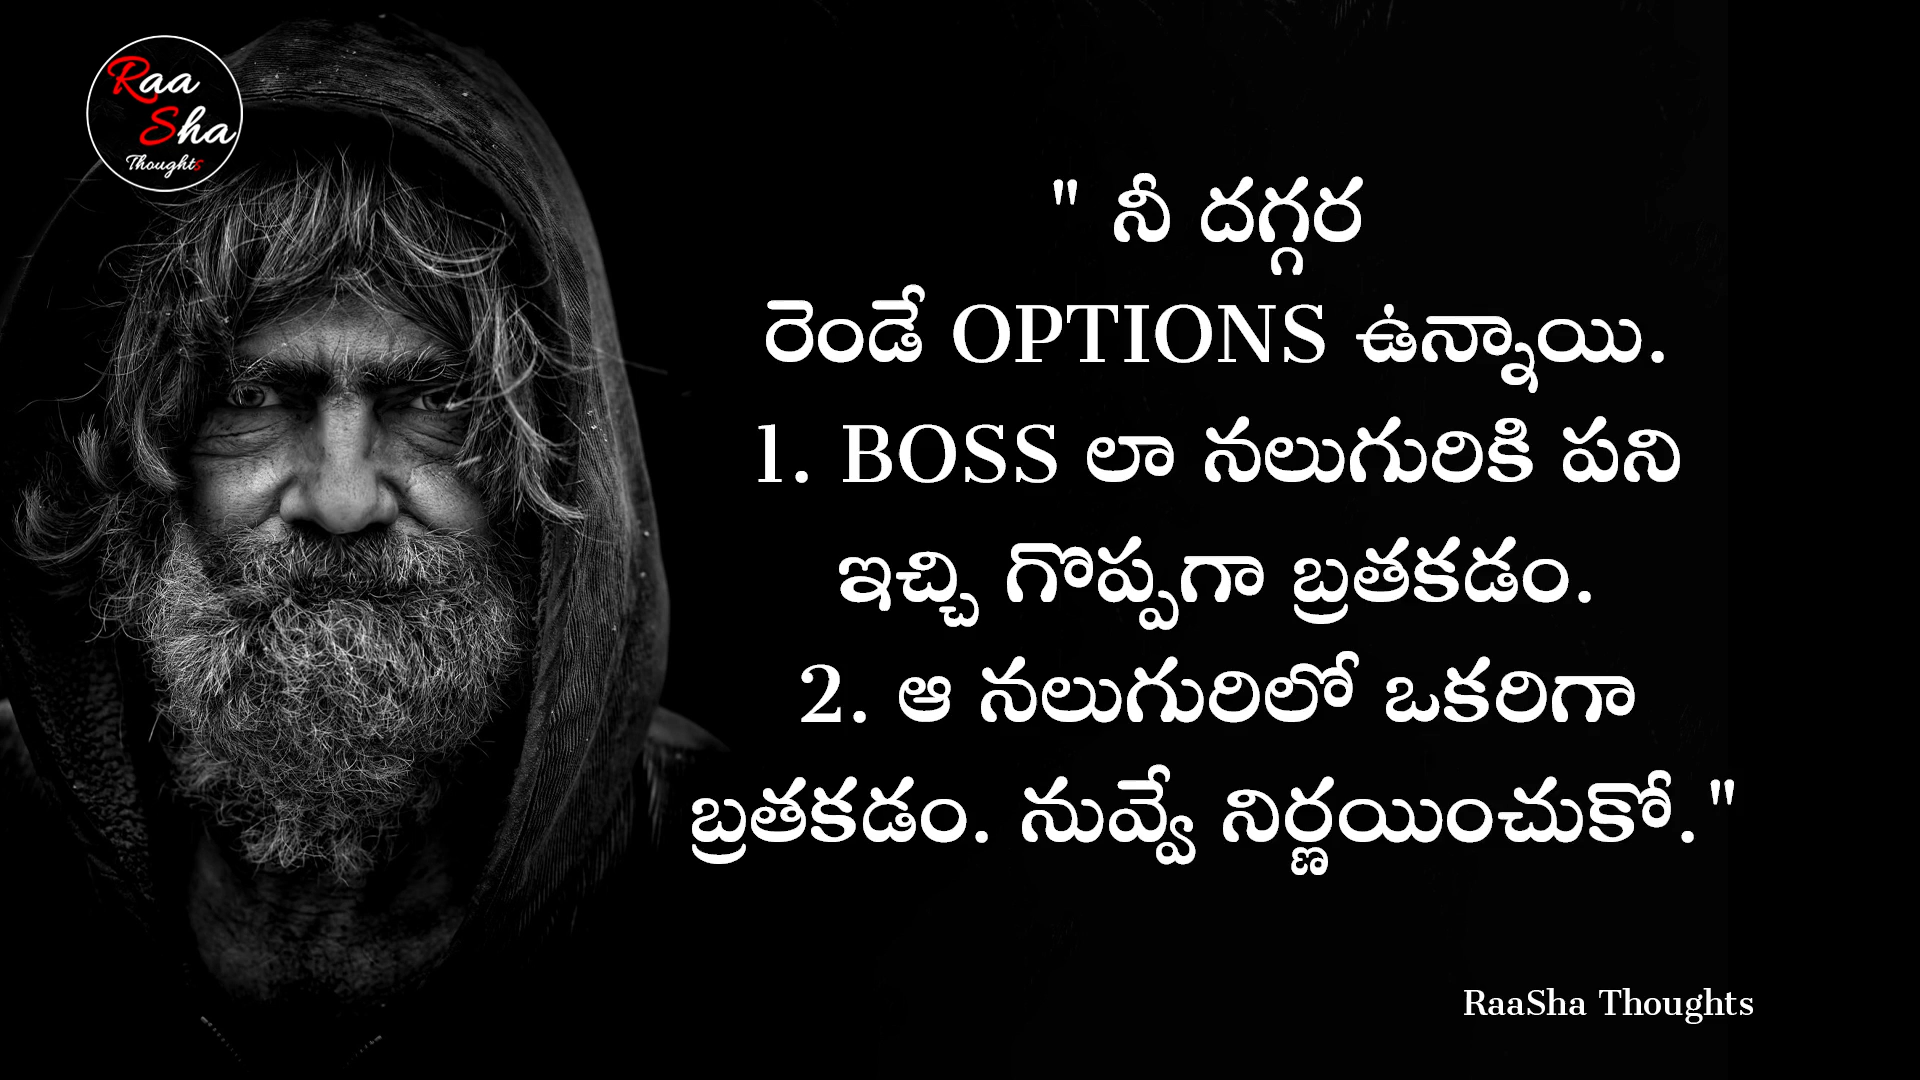 Raa
Sha
Thoughts
" నీ దగ్గర
రెండే OPTIONS ఉన్నాయి.
1. BOSS లా నలుగురికి పని
ఇచ్చి గొప్పగా బ్రతకడం.
2. ఆ నలుగురిలో ఒకరిగా
బ్రతకడం. నువ్వే నిర్ణయించుకో."
RaaSha Thoughts